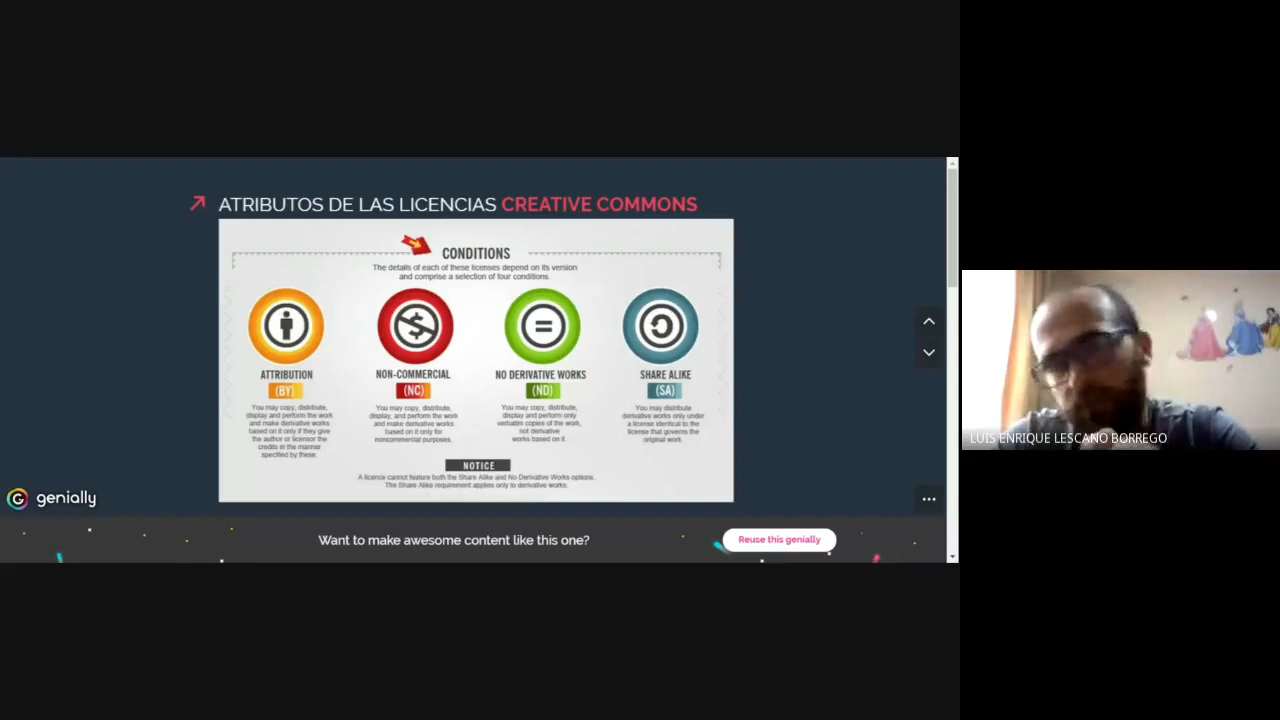 ATRIBUTOS DE LAS LICENCIAS CREATIVE COMMONS
CONDITIONS
The details of each of these licenses depend on its version
and comprise a selection of four conditions.
ATTRIBUTION
(BY)
You may copy, distribute,
display and perform the work
and make derivative works
based on it only if they give
the author or licensor the
credits in the manner
specified by these.
NON-COMMERCIAL
(NC)
You may copy, distribute,
display, and perform the work
and make derivative works
based on it only for
noncommercial purposes.
NO DERIVATIVE WORKS
(ND)
You may copy, distribute,
display and perform only
verbatim copies of the work,
not derivative
works based on it.
SHARE ALIKE
(SA)
You may distribute
derivative works only under
a license identical to the
license that governs the
original work.
NOTICE
A licence cannot feature both the Share Alike and No Derivative Works options.
The Share Alike requirement applies only to derivative works.
genially
Want to make awesome content like this one?
Reuse this genially
LUIS ENRIQUE LESCANO BORREGO